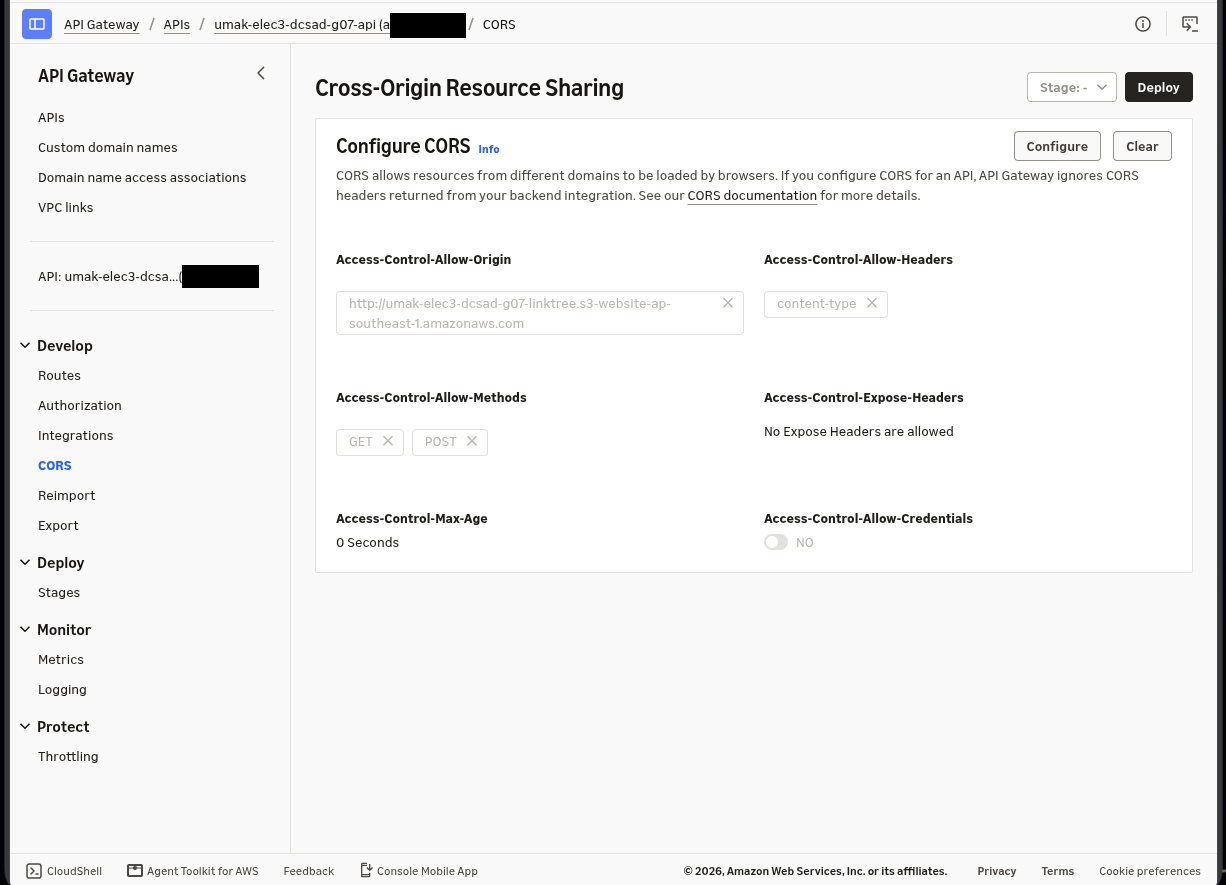 API Gateway / APIs / umak-elec3-dcsad-g07-api (a / CORS
API Gateway
APIs
Custom domain names
Domain name access associations
VPC links
API: umak-elec3-dcsa...(
Develop
Routes
Authorization
Integrations
CORS
Reimport
Export
Deploy
Stages
Monitor
Metrics
Logging
Protect
Throttling
Cross-Origin Resource Sharing
Stage: -
Deploy
Configure CORS Info
Configure
Clear
CORS allows resources from different domains to be loaded by browsers. If you configure CORS for an API, API Gateway ignores CORS
headers returned from your backend integration. See our CORS documentation for more details.
Access-Control-Allow-Origin
http://umak-elec3-dcsad-g07-linktree.s3-website-ap-
southeast-1.amazonaws.com
Access-Control-Allow-Headers
content-type
Access-Control-Allow-Methods
GET
POST
Access-Control-Expose-Headers
No Expose Headers are allowed
Access-Control-Max-Age
0 Seconds
Access-Control-Allow-Credentials
NO
CloudShell
Agent Toolkit for AWS
Feedback
Console Mobile App
© 2026, Amazon Web Services, Inc. or its affiliates.
Privacy
Terms
Cookie preferences